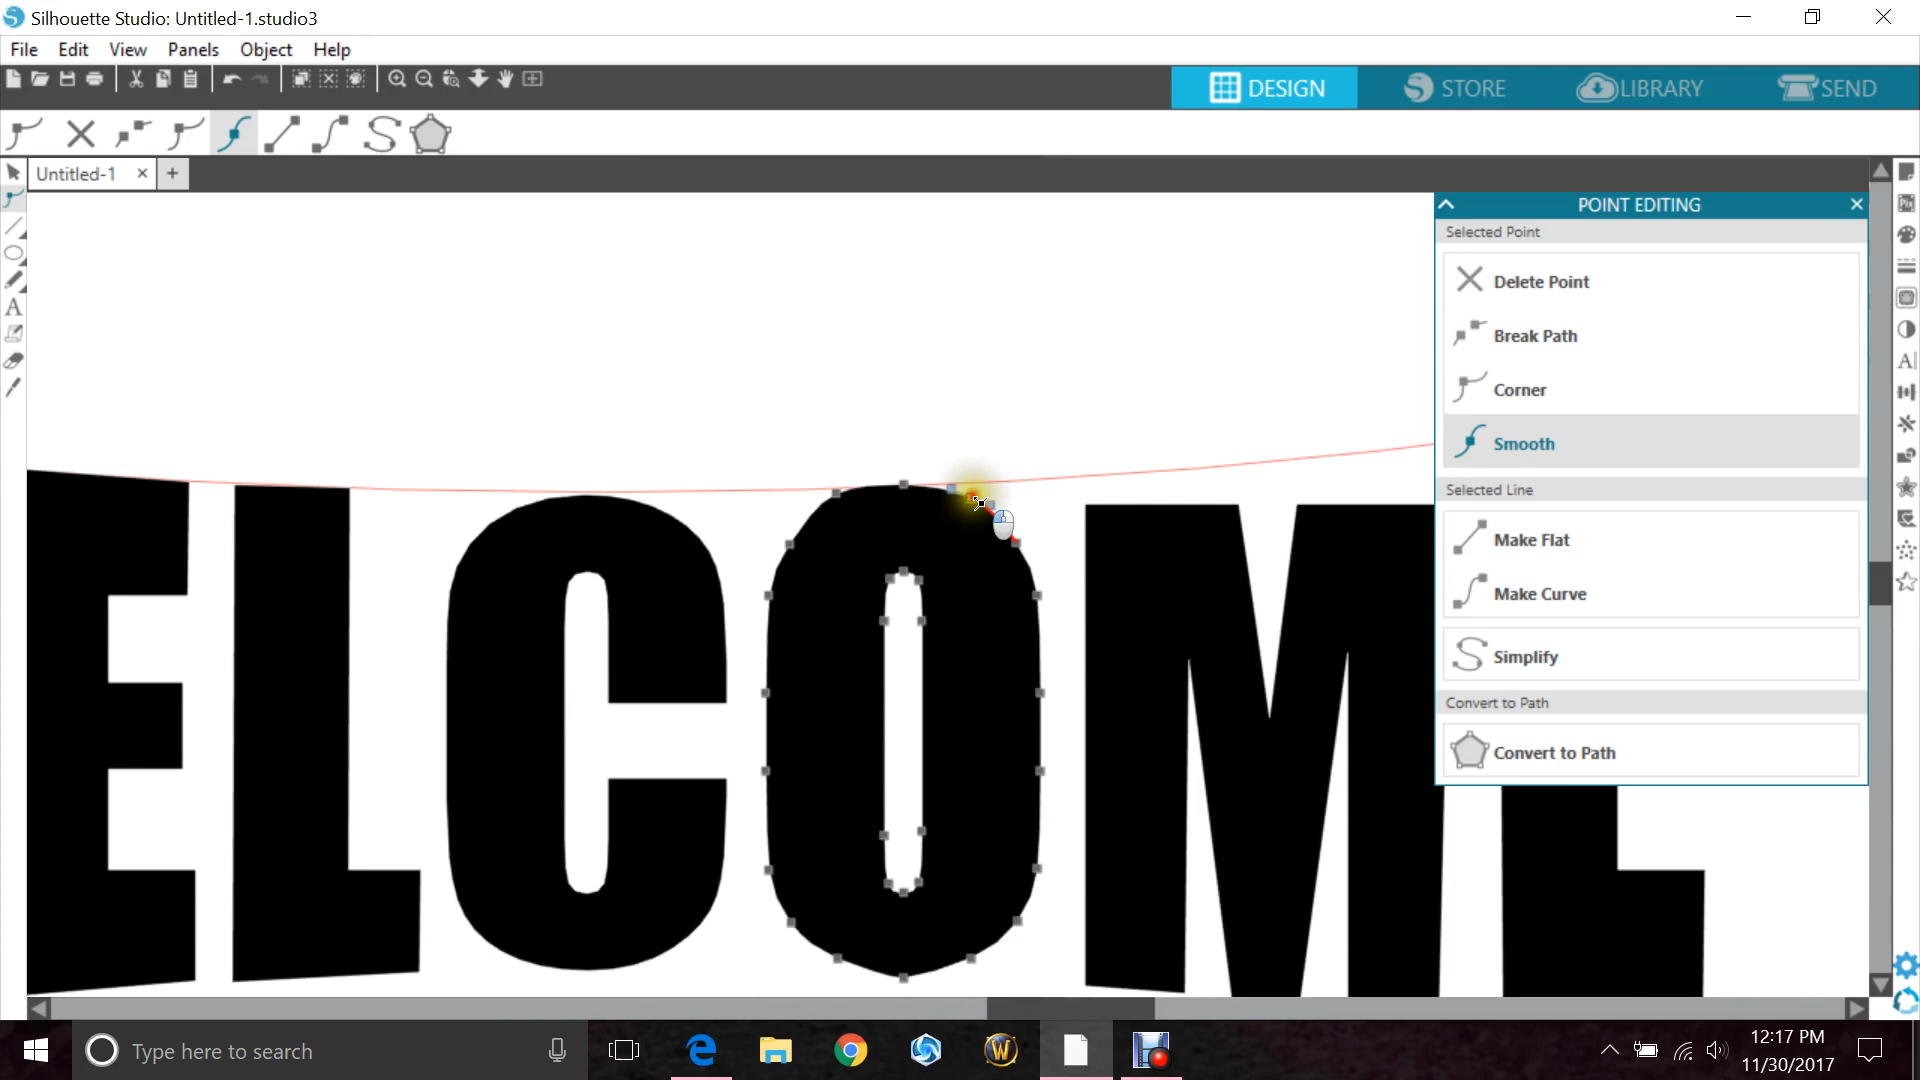 Silhouette Studio: Untitled-1.studio3
File Edit View Panels Object Help
DESIGN STORE LIBRARY SEND
Untitled-1
POINT EDITING
Selected Point
Delete Point
Break Path
Corner
Smooth
Selected Line
Make Flat
Make Curve
Simplify
Convert to Path
Convert to Path
ELCOME
Type here to search
12:17 PM
11/30/2017